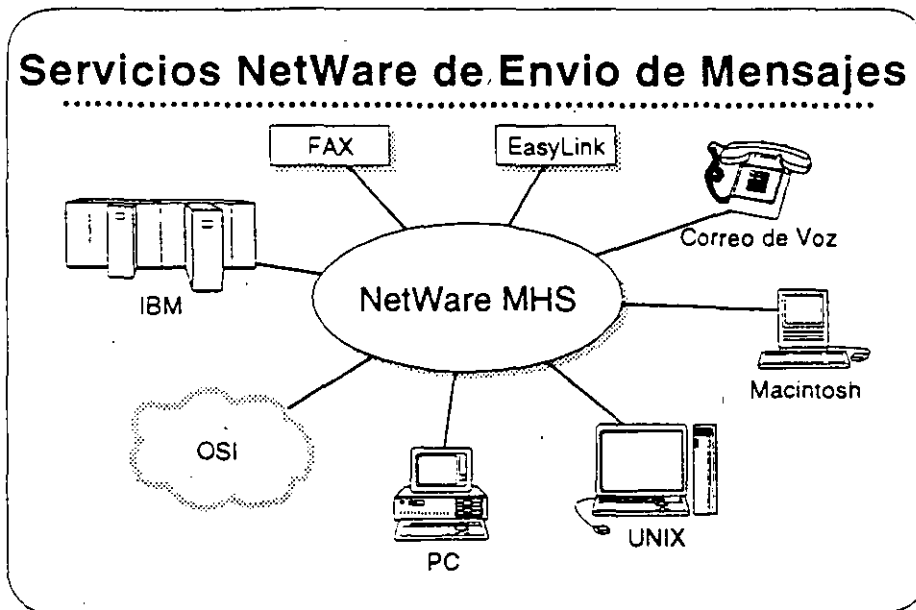 Servicios NetWare de Envio de Mensajes
FAX
EasyLink
Correo de Voz
IBM
NetWare MHS
Macintosh
OSI
PC
UNIX